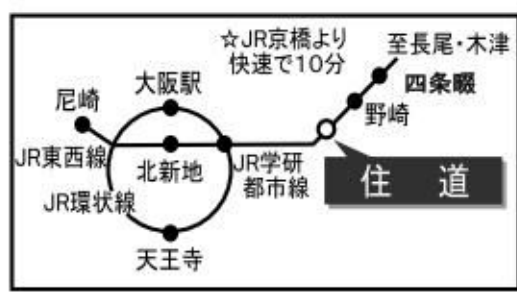 ☆JR京橋より
快速で10分
至長尾・木津
四条畷
野崎
大阪駅
尼崎
JR東西線
北新地
JR学研
都市線
住 道
JR環状線
天王寺